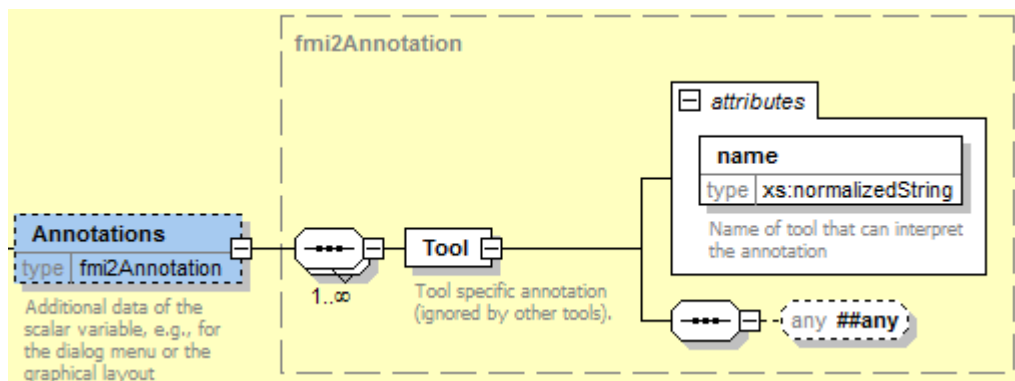 fmi2Annotation
attributes
name
type xs:normalizedString
Name of tool that can interpret
the annotation
Annotations
type fmi2Annotation
Additional data of the
scalar variable, e.g., for
the dialog menu or the
graphical layout
1..∞
Tool
Tool specific annotation
(ignored by other tools).
any ##any